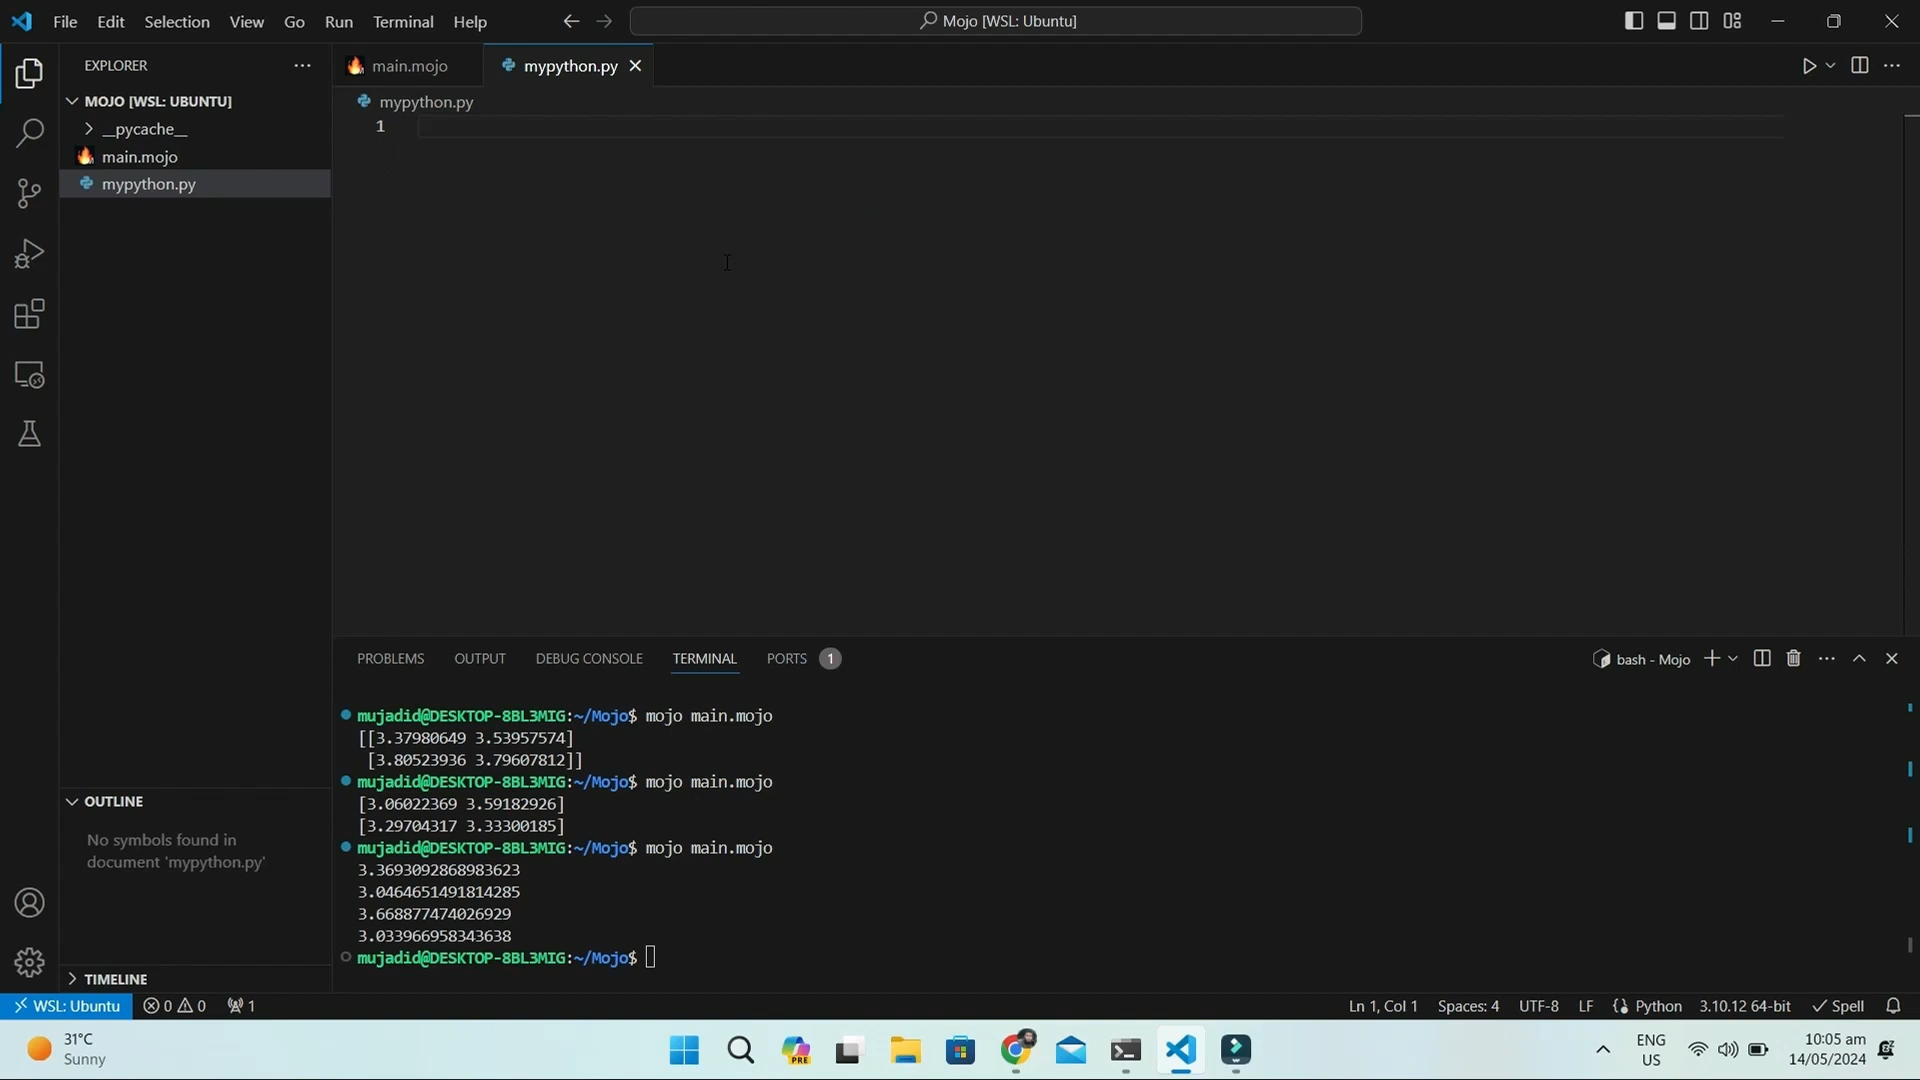 File Edit Selection View Go Run Terminal Help
Mojo [WSL: Ubuntu]
EXPLORER
main.mojo
mypython.py
MOJO [WSL: UBUNTU]
mypython.py
__pycache__
1
main.mojo
mypython.py
PROBLEMS OUTPUT DEBUG CONSOLE TERMINAL PORTS 1
bash - Mojo
mujadid@DESKTOP-8BL3MIG:~/Mojo$ mojo main.mojo
[[3.37980649 3.53957574]
[3.80523936 3.79607812]]
mujadid@DESKTOP-8BL3MIG:~/Mojo$ mojo main.mojo
[3.06022369 3.59182926]
[3.29704317 3.33300185]
mujadid@DESKTOP-8BL3MIG:~/Mojo$ mojo main.mojo
3.3693092868983623
3.0464651491814285
3.668877474026929
3.033966958343638
mujadid@DESKTOP-8BL3MIG:~/Mojo$
OUTLINE
No symbols found in
document 'mypython.py'
TIMELINE
WSL: Ubuntu 0 0 1
Ln 1, Col 1 Spaces: 4 UTF-8 LF Python 3.10.12 64-bit Spell
31°C
Sunny
PRE
ENG
US
10:05 am
14/05/2024